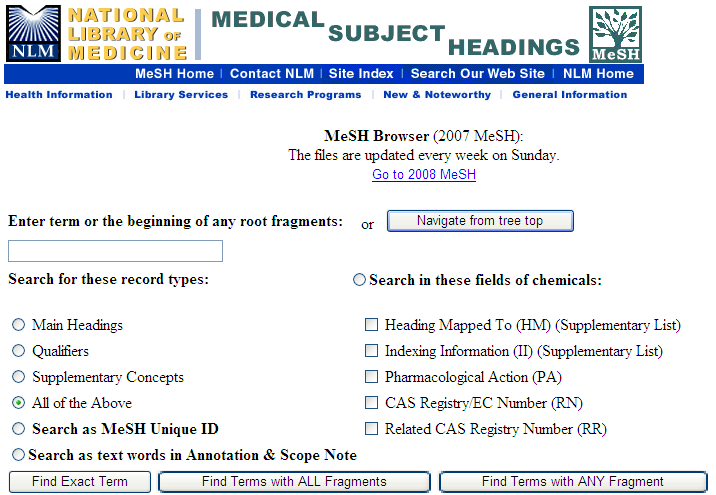 NATIONAL
LIBRARY OF
MEDICINE
NLM
MEDICAL
SUBJECT
HEADINGS
MeSH
MeSH Home | Contact NLM | Site Index | Search Our Web Site | NLM Home
Health Information | Library Services | Research Programs | New & Noteworthy | General Information
MeSH Browser (2007 MeSH):
The files are updated every week on Sunday.
Go to 2008 MeSH
Enter term or the beginning of any root fragments: or Navigate from tree top
Search for these record types:
Main Headings
Qualifiers
Supplementary Concepts
All of the Above
Search as MeSH Unique ID
Search as text words in Annotation & Scope Note
Search in these fields of chemicals:
Heading Mapped To (HM) (Supplementary List)
Indexing Information (II) (Supplementary List)
Pharmacological Action (PA)
CAS Registry/EC Number (RN)
Related CAS Registry Number (RR)
Find Exact Term
Find Terms with ALL Fragments
Find Terms with ANY Fragment